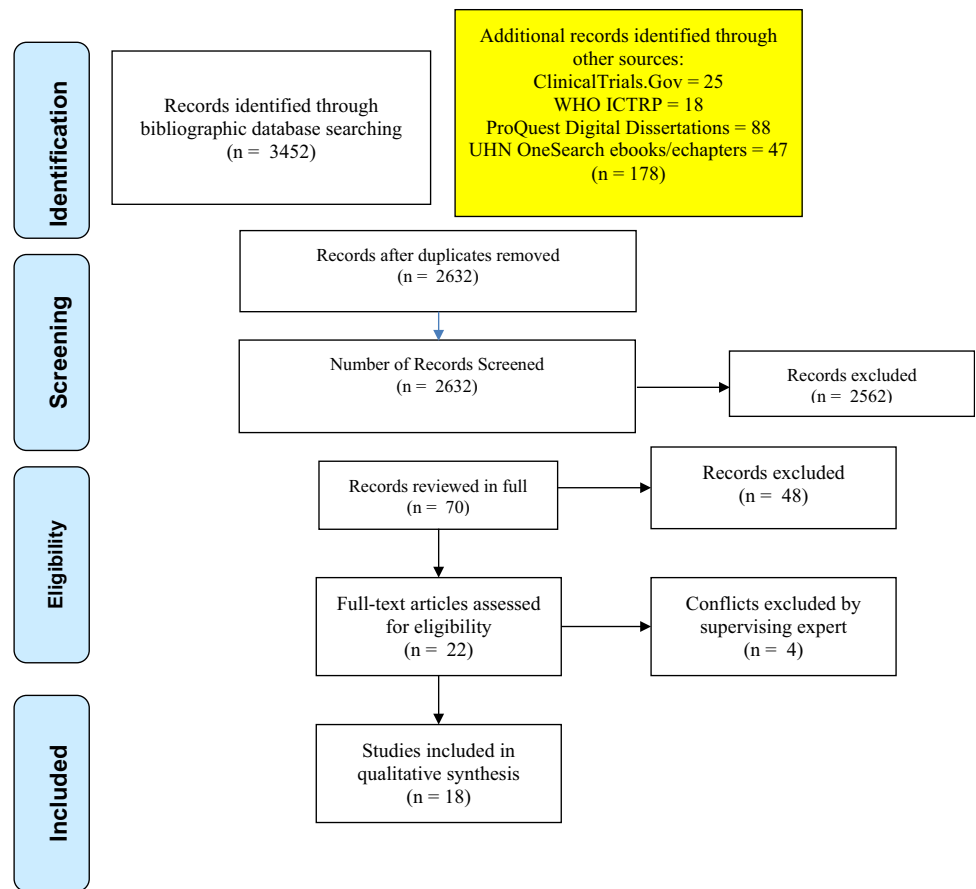 Identification
Records identified through
bibliographic database searching
(n = 3452)
Additional records identified through
other sources:
ClinicalTrials.Gov = 25
WHO ICTRP = 18
ProQuest Digital Dissertations = 88
UHN OneSearch ebooks/echapters = 47
(n = 178)
Screening
Records after duplicates removed
(n = 2632)
Number of Records Screened
(n = 2632)
Records excluded
(n = 2562)
Eligibility
Records reviewed in full
(n = 70)
Records excluded
(n = 48)
Full-text articles assessed
for eligibility
(n = 22)
Conflicts excluded by
supervising expert
(n = 4)
Included
Studies included in
qualitative synthesis
(n = 18)